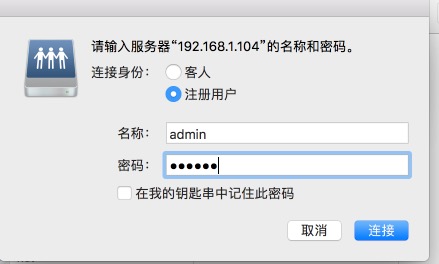 请输入服务器“192.168.1.104”的名称和密码。
连接身份： 客人
注册用户
名称： admin
密码： ●●●●●●
在我的钥匙串中记住此密码
取消 连接